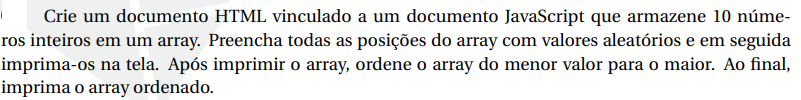 Crie um documento HTML vinculado a um documento JavaScript que armazene 10 núme-
ros inteiros em um array. Preencha todas as posições do array com valores aleatórios e em seguida
imprima-os na tela. Após imprimir o array, ordene o array do menor valor para o maior. Ao final,
imprima o array ordenado.